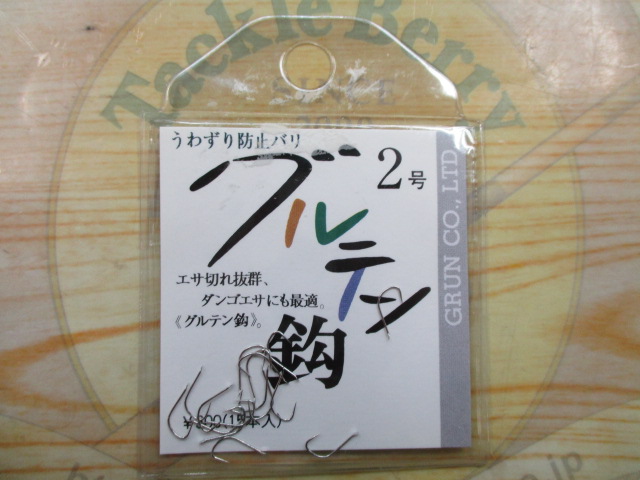 Tackle Berry
SINCE
うわずり防止バリ
グルテン
2号
エサ切れ抜群、
ダンゴエサにも最適。
《グルテン鈎》。
鈎
GRUN CO., LTD